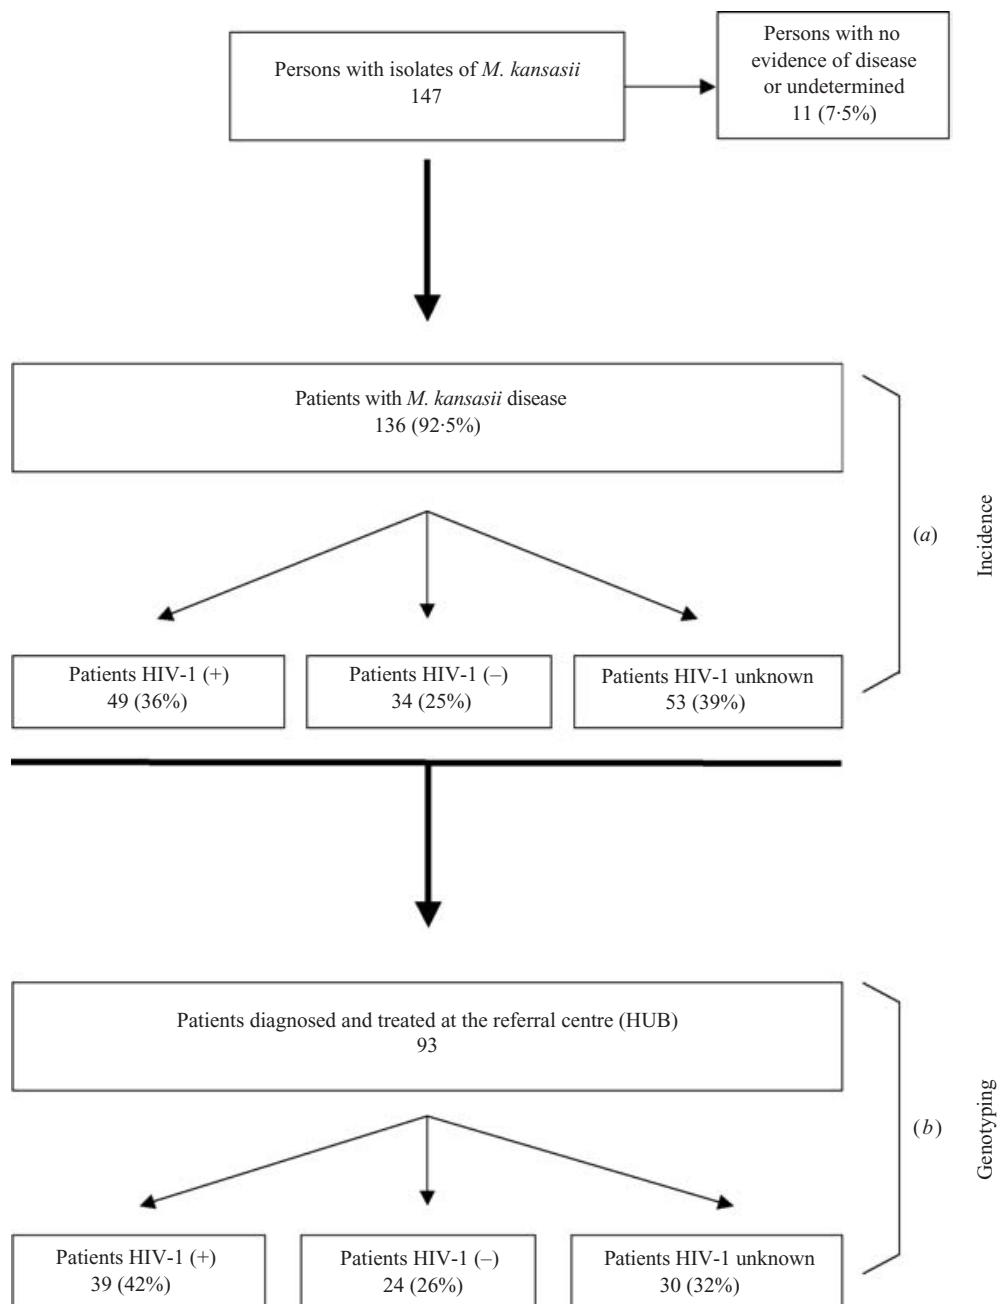 Persons with isolates of M. kansasii
147
Persons with no
evidence of disease
or undetermined
11 (7·5%)
Patients with M. kansasii disease
136 (92·5%)
Patients HIV-1 (+)
49 (36%)
Patients HIV-1 (–)
34 (25%)
Patients HIV-1 unknown
53 (39%)
(a)
Incidence
Patients diagnosed and treated at the referral centre (HUB)
93
Patients HIV-1 (+)
39 (42%)
Patients HIV-1 (–)
24 (26%)
Patients HIV-1 unknown
30 (32%)
(b)
Genotyping